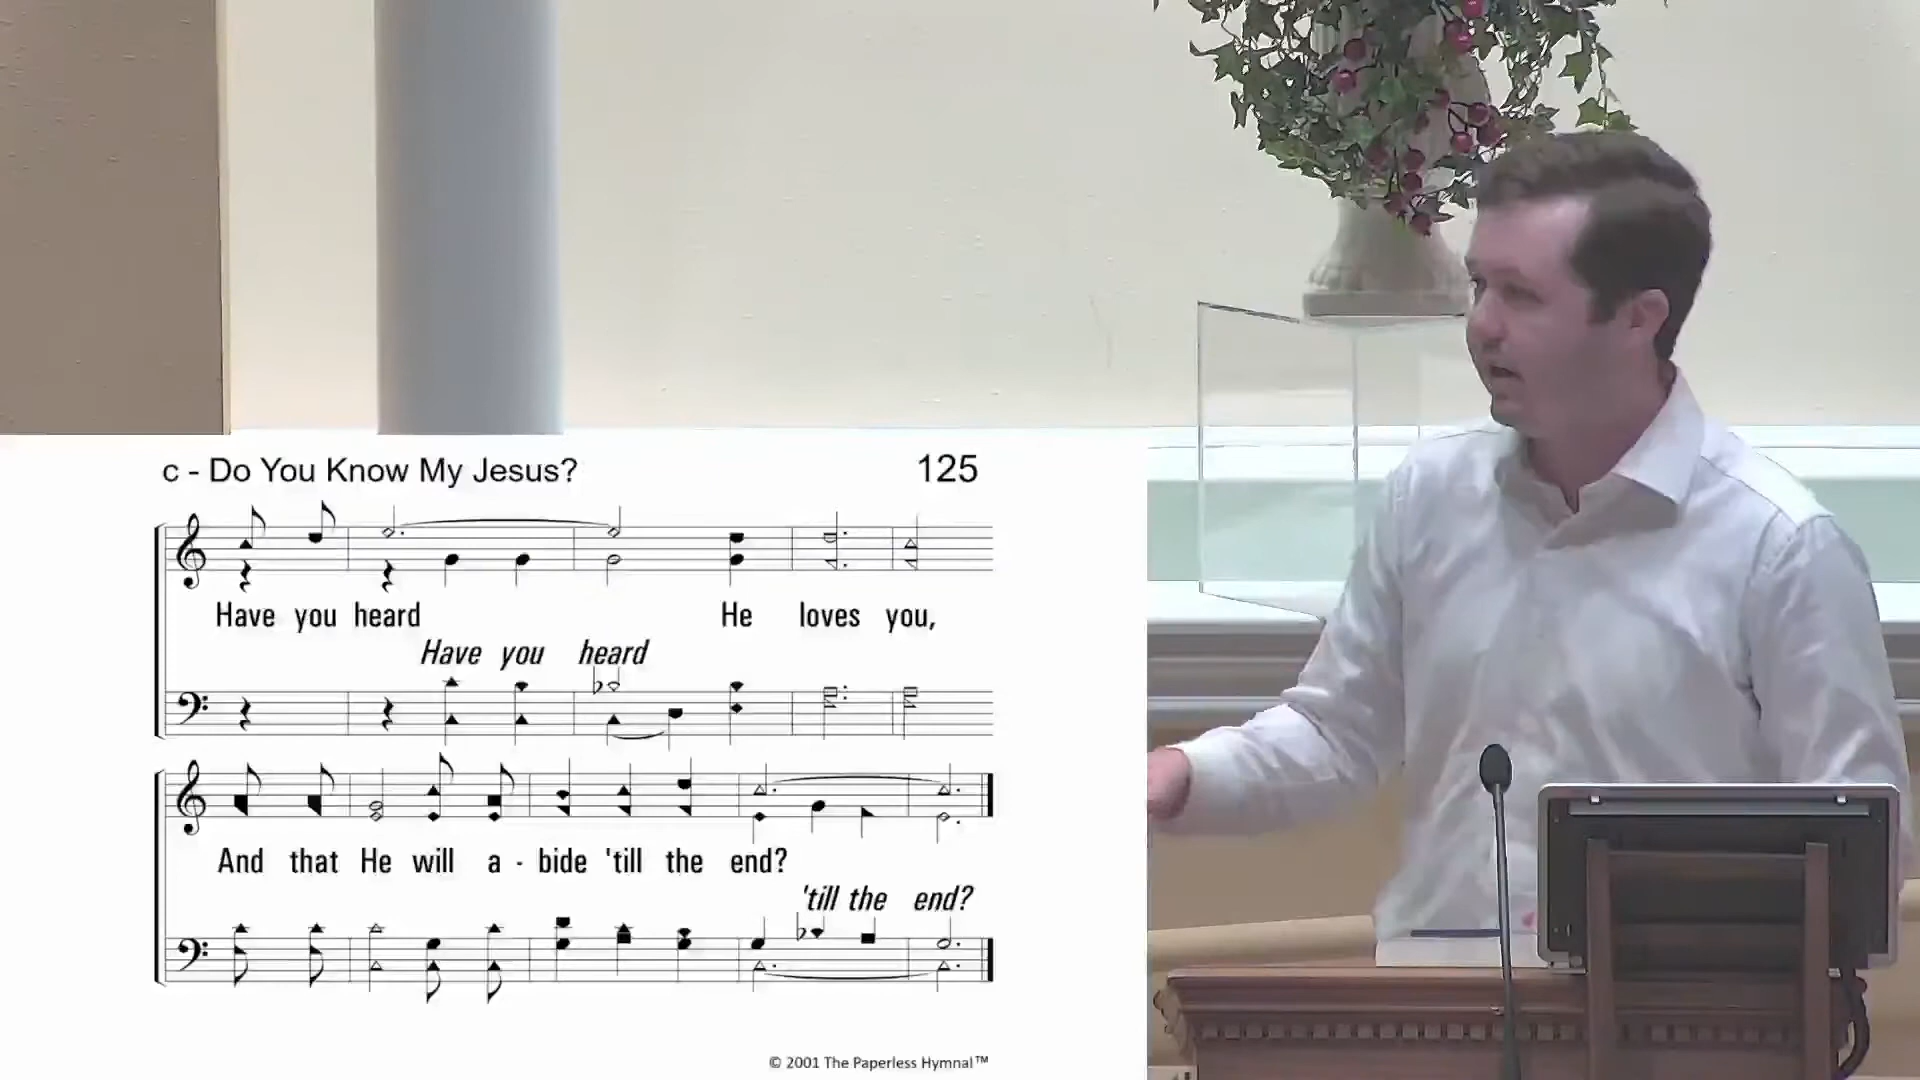 c - Do You Know My Jesus? 125
Have you heard He loves you,
Have you heard
And that He will a - bide 'till the end?
'till the end?
© 2001 The Paperless Hymnal™